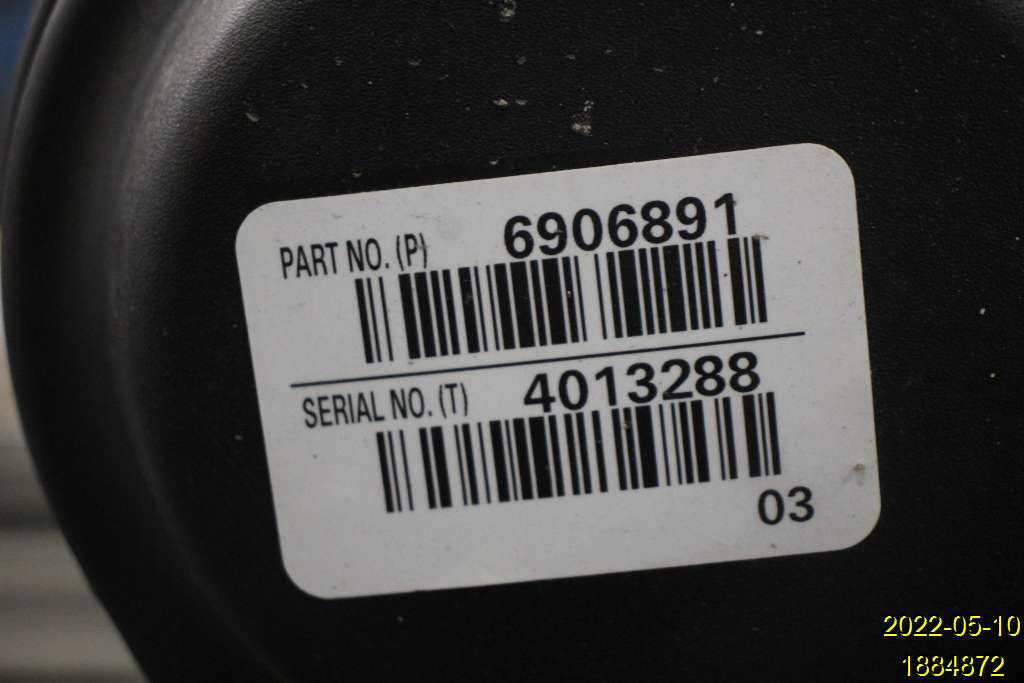 PART NO. (P) 6906891
SERIAL NO. (T) 4013288
03
2022-05-10
1884872